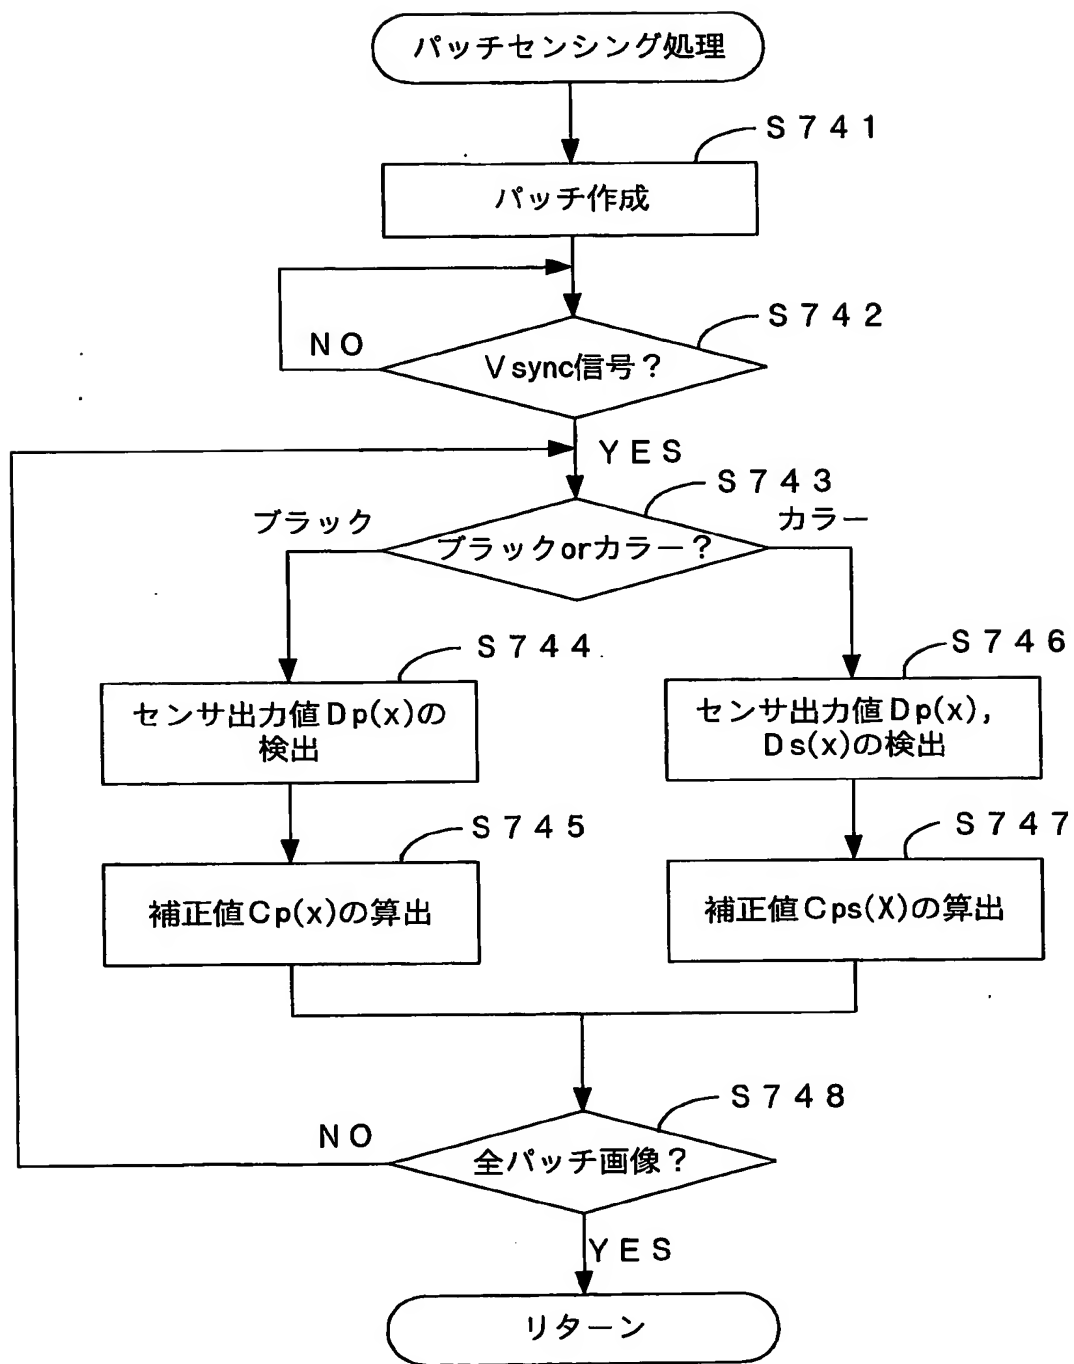 パッチセンシング処理
S741
パッチ作成
S742
NO
Vsync信号?
YES
S743
ブラック
カラー
ブラックorカラー?
S744
S746
センサ出力値Dp(x)の
検出
センサ出力値Dp(x),
Ds(x)の検出
S745
S747
補正値Cp(x)の算出
補正値Cps(X)の算出
S748
NO
全パッチ画像?
YES
リターン